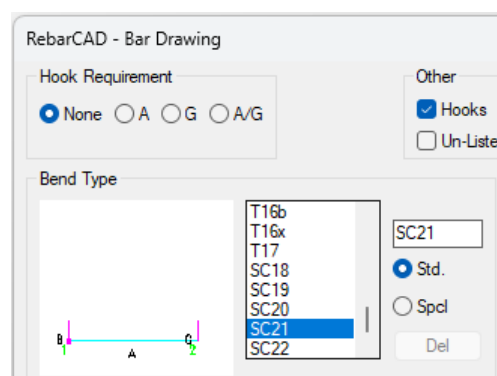 RebarCAD - Bar Drawing
Hook Requirement
None A G A/G
Other
Hooks
Un-Liste
Bend Type
T16b
T16x
T17
SC18
SC19
SC20
SC21
SC22
SC21
Std.
Spcl
Del
B G
1 2
A